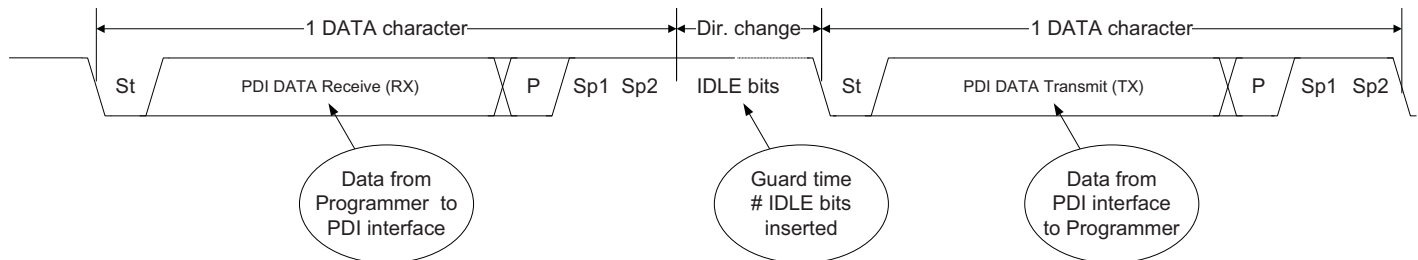 1 DATA character
Dir. change
1 DATA character
St
PDI DATA Receive (RX)
P
Sp1
Sp2
IDLE bits
St
PDI DATA Transmit (TX)
P
Sp1
Sp2
Data from
Programmer to
PDI interface
Guard time
# IDLE bits
inserted
Data from
PDI interface
to Programmer